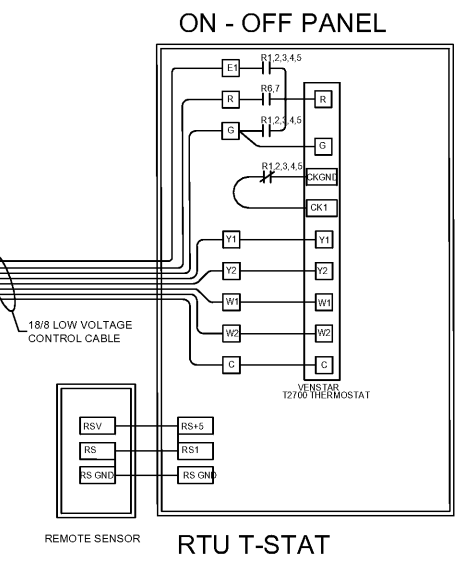 ON - OFF PANEL
R1,2,3,4,5
E1
R6,7
R
R
R1,2,3,4,5
G
G
R1,2,3,4,5
CKGND
CK1
Y1
Y1
Y2
Y2
W1
W1
W2
W2
C
C
18/8 LOW VOLTAGE
CONTROL CABLE
VENSTAR
T2700 THERMOSTAT
RSV
RS+5
RS
RS1
RS GND
RS GND
REMOTE SENSOR
RTU T-STAT